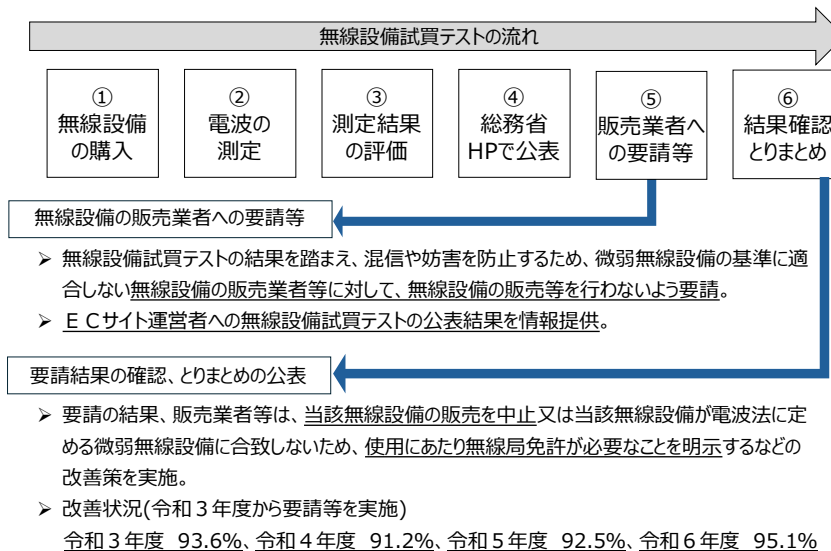 無線設備試買テストの流れ
①
無線設備
の購入
②
電波の
測定
③
測定結果
の評価
④
総務省
HPで公表
⑤
販売業者へ
の要請等
⑥
結果確認
とりまとめ
無線設備の販売業者への要請等
➢ 無線設備試買テストの結果を踏まえ、混信や妨害を防止するため、微弱無線設備の基準に適
合しない無線設備の販売業者等に対して、無線設備の販売等を行わないよう要請。
➢ ＥＣサイト運営者への無線設備試買テストの公表結果を情報提供。
要請結果の確認、とりまとめの公表
➢ 要請の結果、販売業者等は、当該無線設備の販売を中止又は当該無線設備が電波法に定
める微弱無線設備に合致しないため、使用にあたり無線局免許が必要なことを明示するなどの
改善策を実施。
➢ 改善状況(令和３年度から要請等を実施)
令和３年度 93.6%、令和４年度 91.2%、令和５年度 92.5%、令和６年度 95.1%